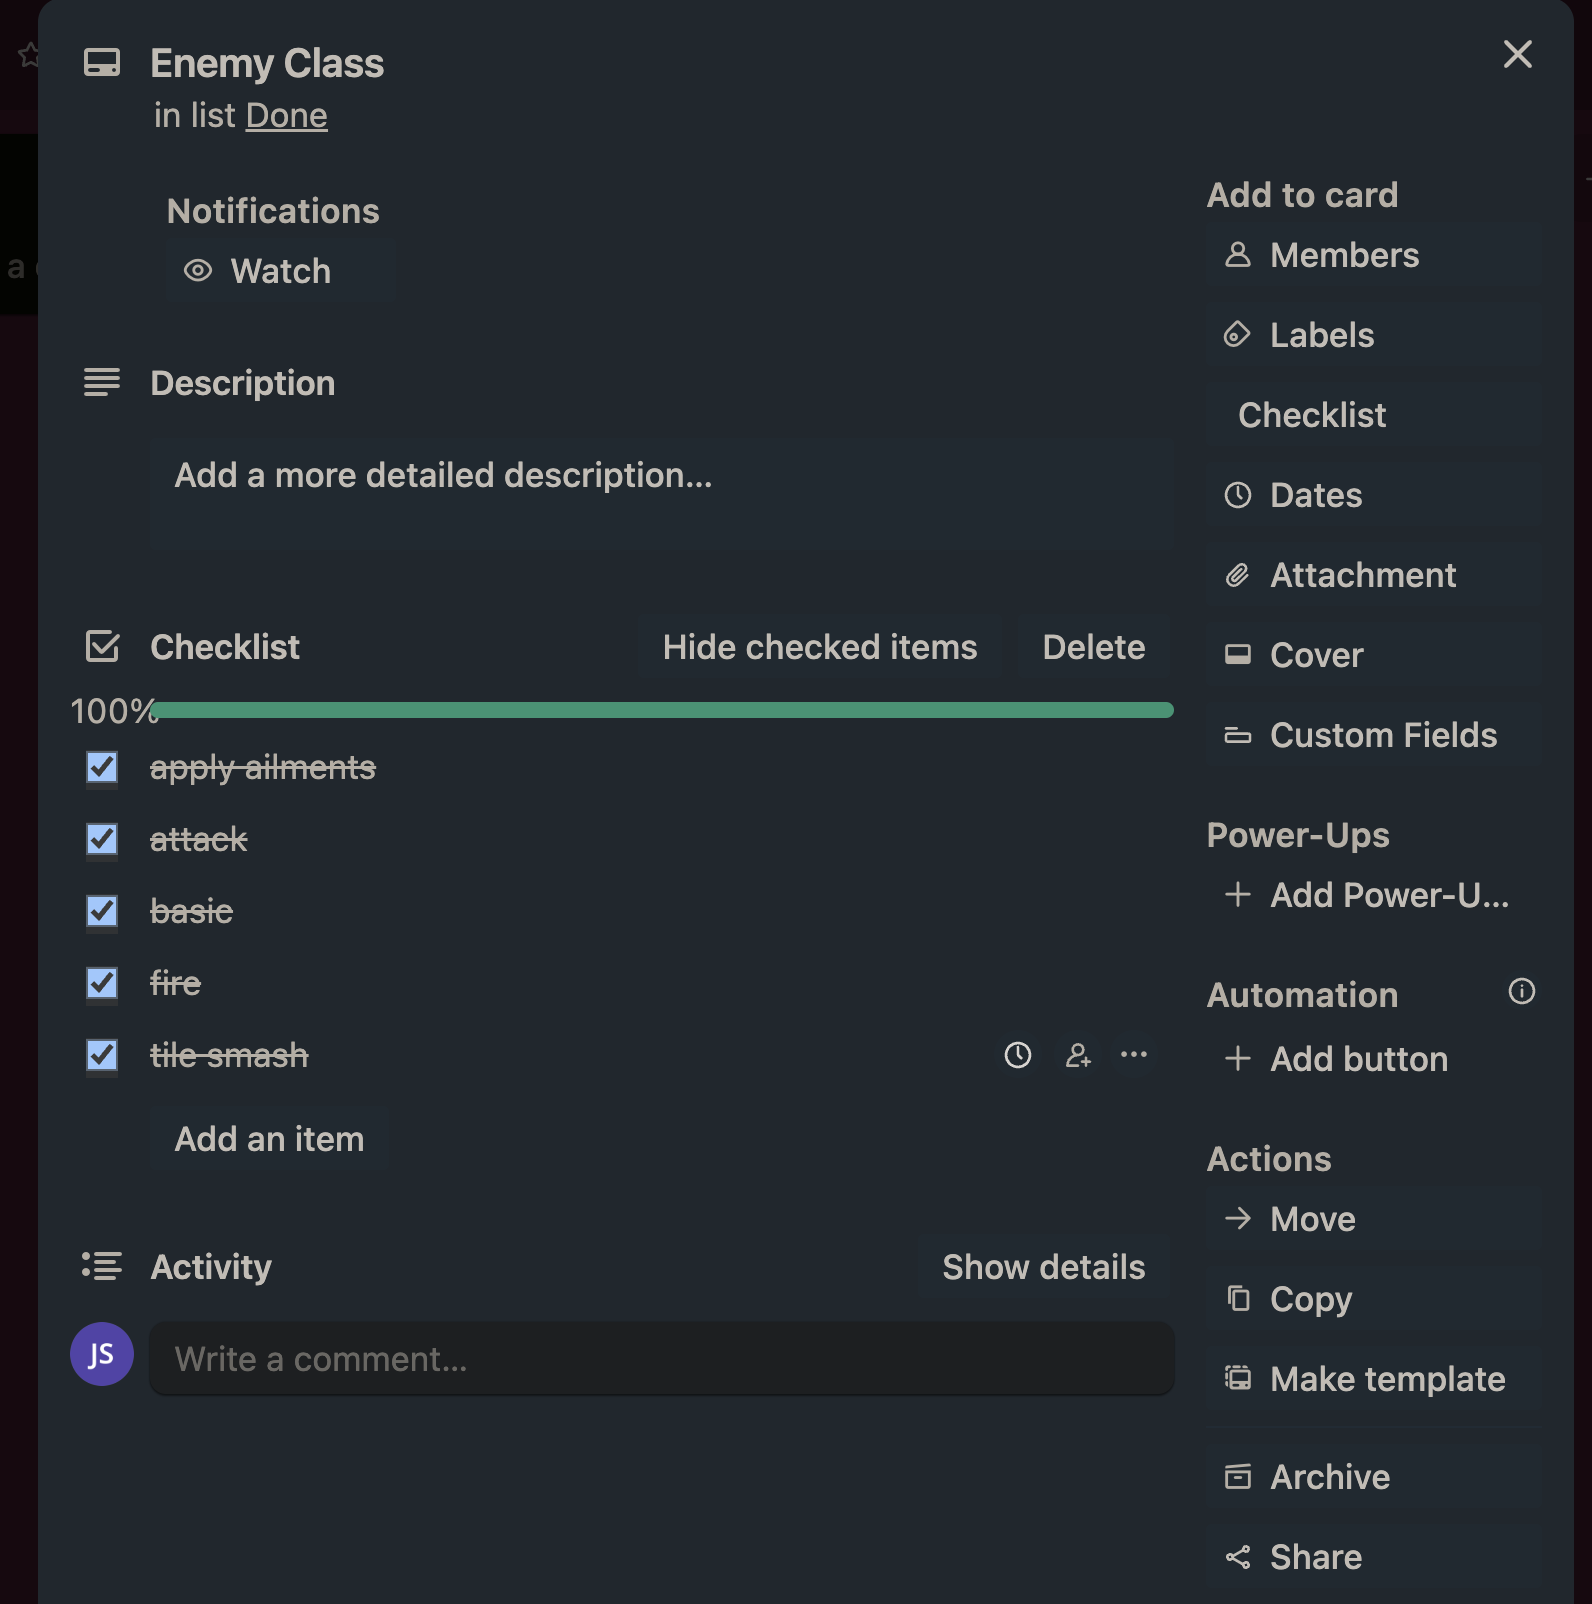 Enemy Class
in list Done
Notifications
Watch
Description
Add a more detailed description...
Checklist
Hide checked items
Delete
100%
apply ailments
attack
basic
fire
tile smash
Add an item
Activity
Show details
JS
Write a comment...
Add to card
Members
Labels
Checklist
Dates
Attachment
Cover
Custom Fields
Power-Ups
Add Power-U...
Automation
Add button
Actions
Move
Copy
Make template
Archive
Share
a